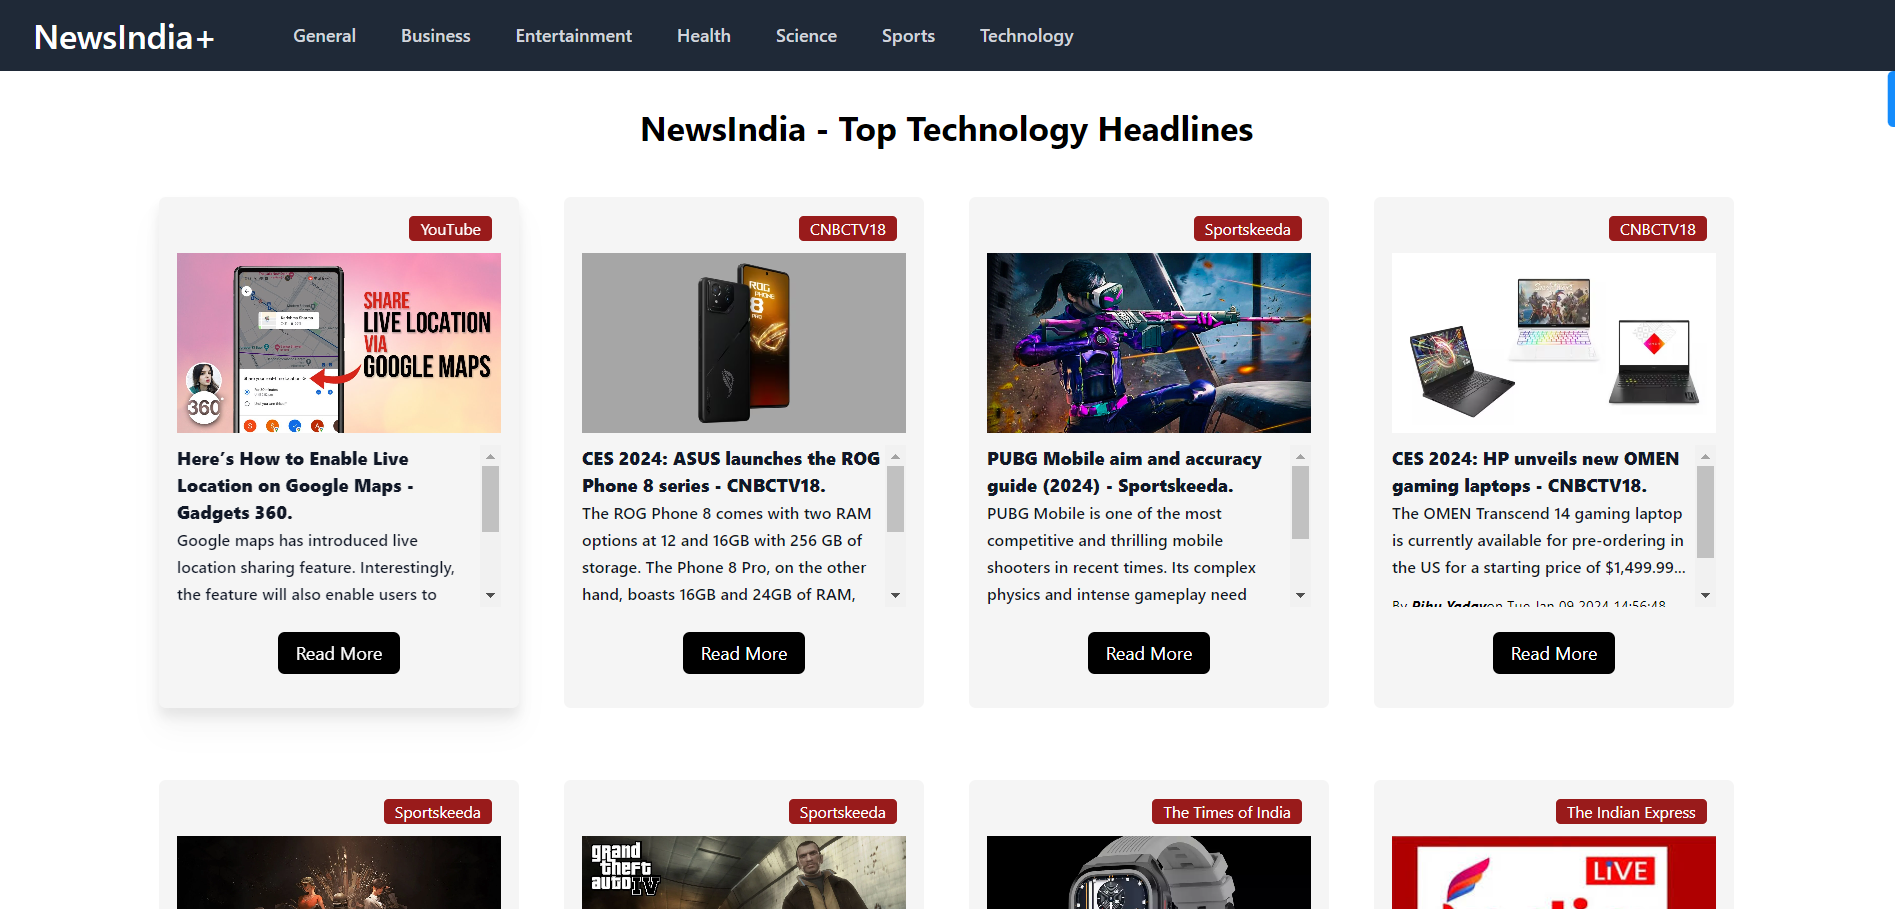 NewsIndia+
General
Business
Entertainment
Health
Science
Sports
Technology
NewsIndia - Top Technology Headlines
YouTube
SHARE
LIVE LOCATION
VIA
GOOGLE MAPS
360
Here's How to Enable Live
Location on Google Maps -
Gadgets 360.
Google maps has introduced live
location sharing feature. Interestingly,
the feature will also enable users to
Read More
CNBCTV18
ROG
PHONE
8
PRO
CES 2024: ASUS launches the ROG
Phone 8 series - CNBCTV18.
The ROG Phone 8 comes with two RAM
options at 12 and 16GB with 256 GB of
storage. The Phone 8 Pro, on the other
hand, boasts 16GB and 24GB of RAM,
Read More
Sportskeeda
PUBG Mobile aim and accuracy
guide (2024) - Sportskeeda.
PUBG Mobile is one of the most
competitive and thrilling mobile
shooters in recent times. Its complex
physics and intense gameplay need
Read More
CNBCTV18
CES 2024: HP unveils new OMEN
gaming laptops - CNBCTV18.
The OMEN Transcend 14 gaming laptop
is currently available for pre-ordering in
the US for a starting price of $1,499.99...
By Pihu Yadavon Tue Jan 09 2024 14:56:48
Read More
Sportskeeda
Sportskeeda
grand
theft
auto IV
The Times of India
The Indian Express
LIVE